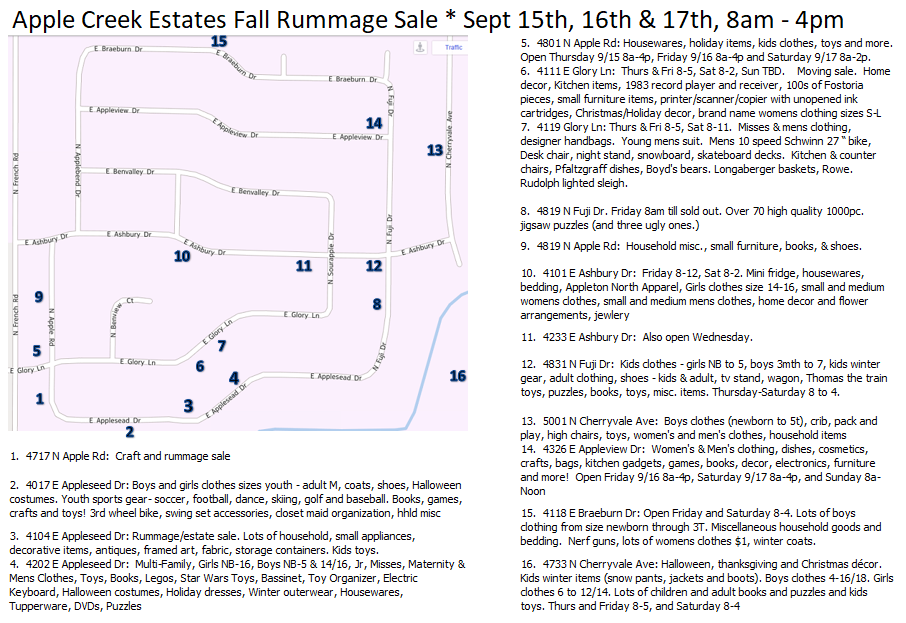 Apple Creek Estates Fall Rummage Sale * Sept 15th, 16th & 17th, 8am - 4pm
15
E Braeburn Dr
E Braeburn Dr
E Braeburn Dr
Traffic
N Fuji Dr
E Appleview Dr
E Appleview Dr
E Appleview Dr
14
13
N Cherryvale Ave
N French Rd
N Applebend Dr
E Benvalley Dr
E Benvalley Dr
N Fuji Dr
E Ashbury Dr
E Ashbury Dr
E Ashbury Dr
E Ashbury Dr
N Sourapple Dr
10
11
12
9
8
N French Rd
N Apple Rd
N Benview Ct
E Glory Ln
E Glory Ln
7
5
6
E Glory Ln
E Glory Ln
N Fuji Dr
4
E Appleseed Dr
16
1
3
E Appleseed Dr
E Appleseed Dr
2
1. 4717 N Apple Rd: Craft and rummage sale
2. 4017 E Appleseed Dr: Boys and girls clothes sizes youth - adult M, coats, shoes, Halloween
costumes. Youth sports gear- soccer, football, dance, skiing, golf and baseball. Books, games,
crafts and toys! 3rd wheel bike, swing set accessories, closet maid organization, hhld misc
3. 4104 E Appleseed Dr: Rummage/estate sale. Lots of household, small appliances,
decorative items, antiques, framed art, fabric, storage containers. Kids toys.
4. 4202 E Appleseed Dr: Multi-Family, Girls NB-16, Boys NB-5 & 14/16, Jr, Misses, Maternity &
Mens Clothes, Toys, Books, Legos, Star Wars Toys, Bassinet, Toy Organizer, Electric
Keyboard, Halloween costumes, Holiday dresses, Winter outerwear, Housewares,
Tupperware, DVDs, Puzzles
5. 4801 N Apple Rd: Housewares, holiday items, kids clothes, toys and more.
Open Thursday 9/15 8a-4p, Friday 9/16 8a-4p and Saturday 9/17 8a-2p.
6. 4111 E Glory Ln: Thurs & Fri 8-5, Sat 8-2, Sun TBD. Moving sale. Home
decor, Kitchen items, 1983 record player and receiver, 100s of Fostoria
pieces, small furniture items, printer/scanner/copier with unopened ink
cartridges, Christmas/Holiday decor, brand name womens clothing sizes S-L
7. 4119 Glory Ln: Thurs & Fri 8-5, Sat 8-11. Misses & mens clothing,
designer handbags. Young mens suit. Mens 10 speed Schwinn 27 " bike,
Desk chair, night stand, snowboard, skateboard decks. Kitchen & counter
chairs, Pfaltzgraff dishes, Boyd's bears. Longaberger baskets, Rowe.
Rudolph lighted sleigh.
8. 4819 N Fuji Dr. Friday 8am till sold out. Over 70 high quality 1000pc.
jigsaw puzzles (and three ugly ones.)
9. 4819 N Apple Rd: Household misc., small furniture, books, & shoes.
10. 4101 E Ashbury Dr: Friday 8-12, Sat 8-2. Mini fridge, housewares,
bedding, Appleton North Apparel, Girls clothes size 14-16, small and medium
womens clothes, small and medium mens clothes, home decor and flower
arrangements, jewlery
11. 4233 E Ashbury Dr: Also open Wednesday.
12. 4831 N Fuji Dr: Kids clothes - girls NB to 5, boys 3mth to 7, kids winter
gear, adult clothing, shoes - kids & adult, tv stand, wagon, Thomas the train
toys, puzzles, books, toys, misc. items. Thursday-Saturday 8 to 4.
13. 5001 N Cherryvale Ave: Boys clothes (newborn to 5t), crib, pack and
play, high chairs, toys, women's and men's clothes, household items
14. 4326 E Appleview Dr: Women's & Men's clothing, dishes, cosmetics,
crafts, bags, kitchen gadgets, games, books, decor, electronics, furniture
and more! Open Friday 9/16 8a-4p, Saturday 9/17 8a-4p, and Sunday 8a-
Noon
15. 4118 E Braeburn Dr: Open Friday and Saturday 8-4. Lots of boys
clothing from size newborn through 3T. Miscellaneous household goods and
bedding. Nerf guns, lots of womens clothes $1, winter coats.
16. 4733 N Cherryvale Ave: Halloween, thanksgiving and Christmas décor.
Kids winter items (snow pants, jackets and boots). Boys clothes 4-16/18. Girls
clothes 6 to 12/14. Lots of children and adult books and puzzles and kids
toys. Thurs and Friday 8-5, and Saturday 8-4